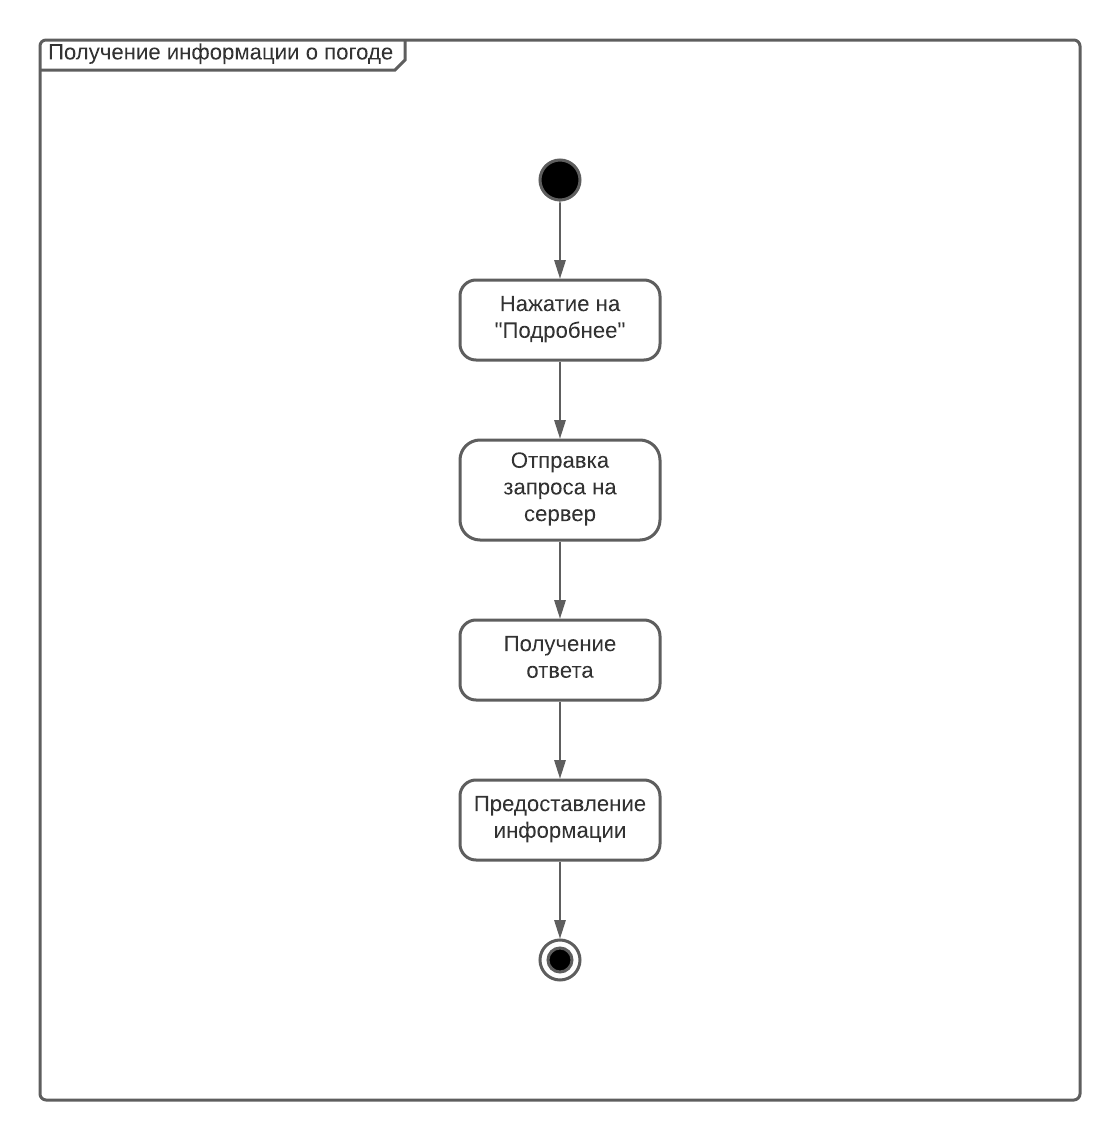 Получение информации о погоде
Нажатие на
"Подробнее"
Отправка
запроса на
сервер
Получение
ответа
Предоставление
информации